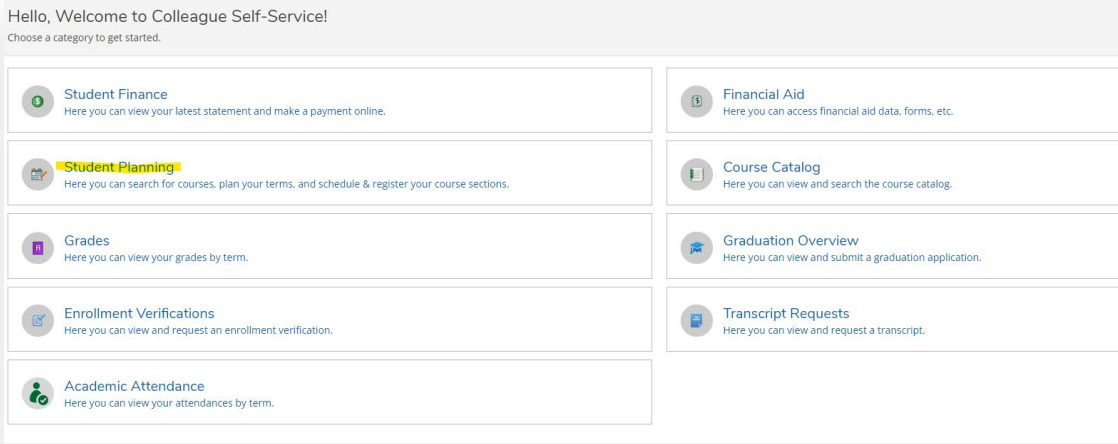 Hello, Welcome to Colleague Self-Service!
Choose a category to get started.
Student Finance
Here you can view your latest statement and make a payment online.
Financial Aid
Here you can access financial aid data, forms, etc.
Student Planning
Here you can search for courses, plan your terms, and schedule & register your course sections.
Course Catalog
Here you can view and search the course catalog.
Grades
Here you can view your grades by term.
Graduation Overview
Here you can view and submit a graduation application.
Enrollment Verifications
Here you can view and request an enrollment verification.
Transcript Requests
Here you can view and request a transcript.
Academic Attendance
Here you can view your attendances by term.